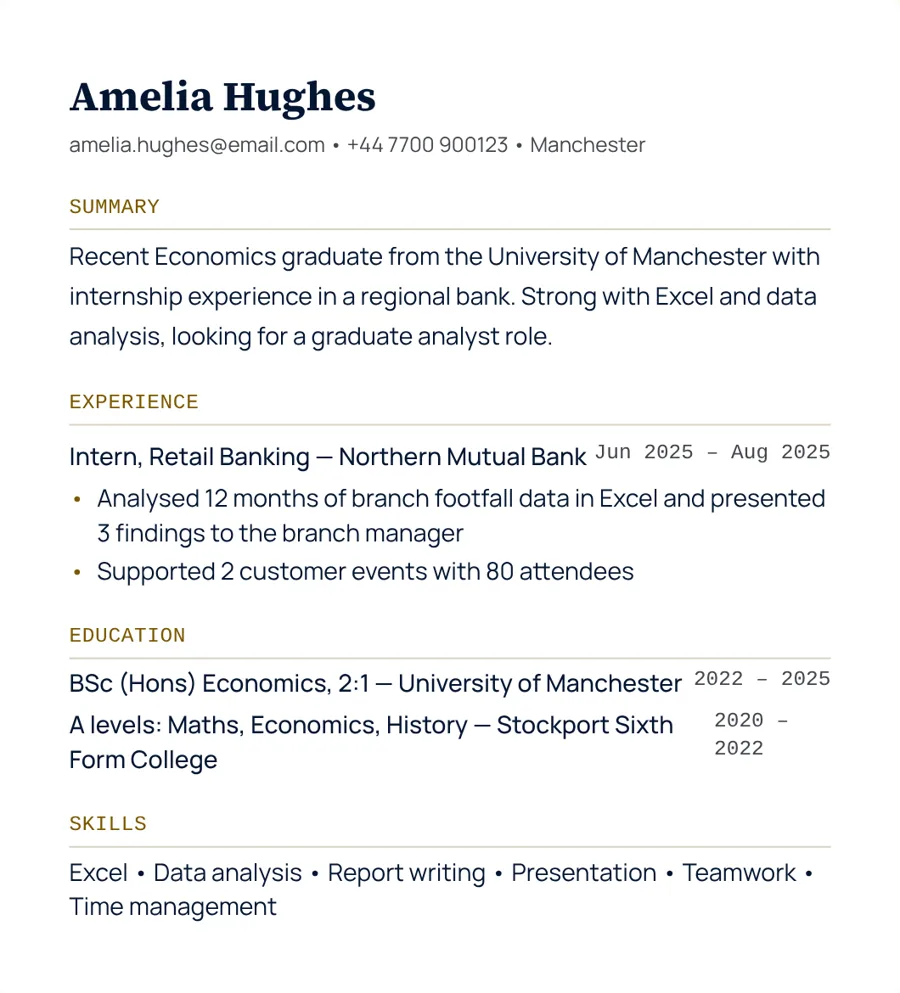 Amelia Hughes
amelia.hughes@email.com • +44 7700 900123 • Manchester
SUMMARY
Recent Economics graduate from the University of Manchester with
internship experience in a regional bank. Strong with Excel and data
analysis, looking for a graduate analyst role.
EXPERIENCE
Intern, Retail Banking — Northern Mutual Bank Jun 2025 – Aug 2025
• Analysed 12 months of branch footfall data in Excel and presented
3 findings to the branch manager
• Supported 2 customer events with 80 attendees
EDUCATION
BSc (Hons) Economics, 2:1 — University of Manchester 2022 – 2025
A levels: Maths, Economics, History — Stockport Sixth 2020 –
Form College 2022
SKILLS
Excel • Data analysis • Report writing • Presentation • Teamwork •
Time management